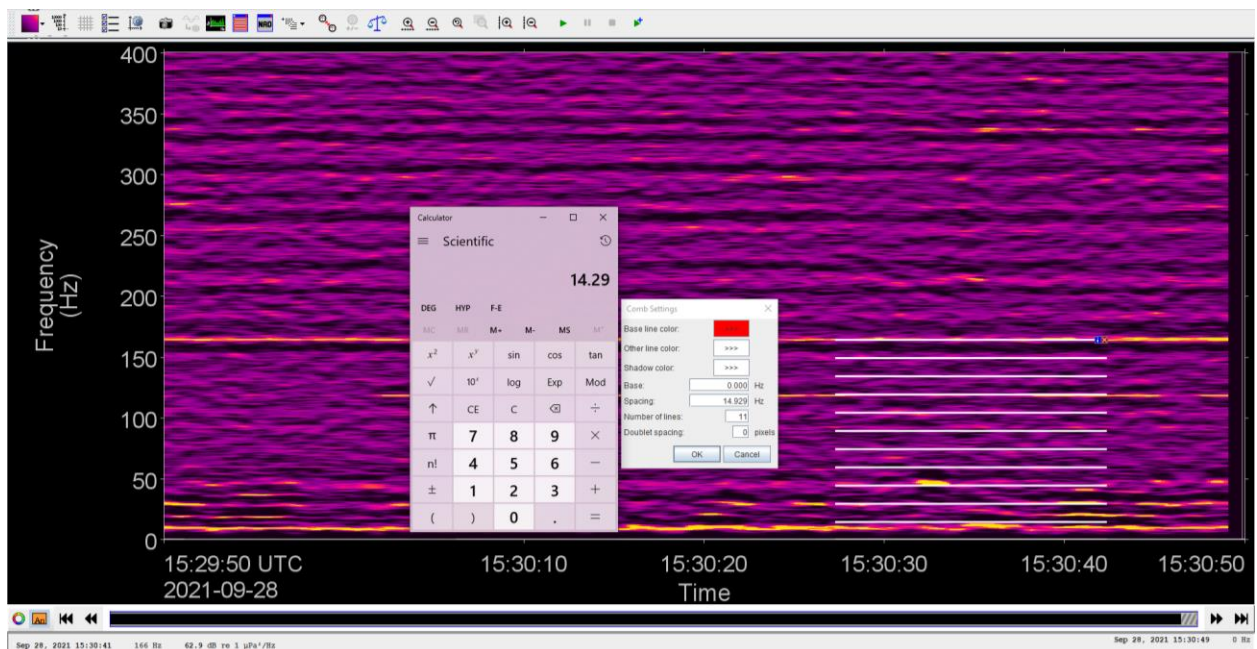 NRD
400
350
300
250
200
150
100
50
0
Frequency
(Hz)
15:29:50 UTC
15:30:10
15:30:20
15:30:30
15:30:40
15:30:50
2021-09-28
Time
Calculator
Scientific
14.29
DEG HYP F-E
MC MR M+ M- MS M˅
x² xʸ sin cos tan
√ 10ˣ log Exp Mod
↑ CE C ⌫ ÷
π 7 8 9 ×
n! 4 5 6 −
± 1 2 3 +
( ) 0 . =
Comb Settings
Base line color: >>>
Other line color: >>>
Shadow color: >>>
Base: 0.000 Hz
Spacing: 14.929 Hz
Number of lines: 11
Doublet spacing: 0 pixels
OK Cancel
Sep 28, 2021 15:30:41 166 Hz 62.9 dB re 1 µPa²/Hz
Sep 28, 2021 15:30:49 0 Hz